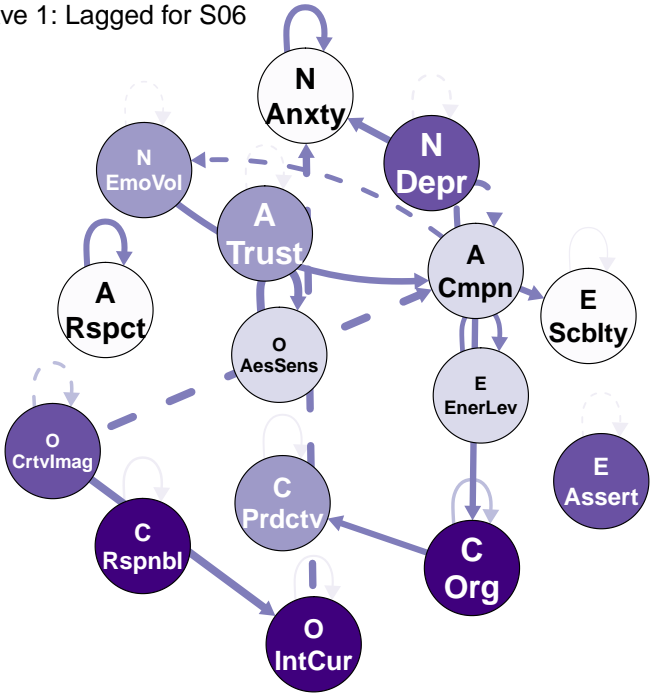 ve 1: Lagged for S06
N
Anxty
N
EmoVol
N
Depr
A
Trust
A
Cmpn
A
Rspct
E
Scblty
O
AesSens
E
EnerLev
O
CrtvImag
E
Assert
C
Prdctv
C
Rspnbl
C
Org
O
IntCur